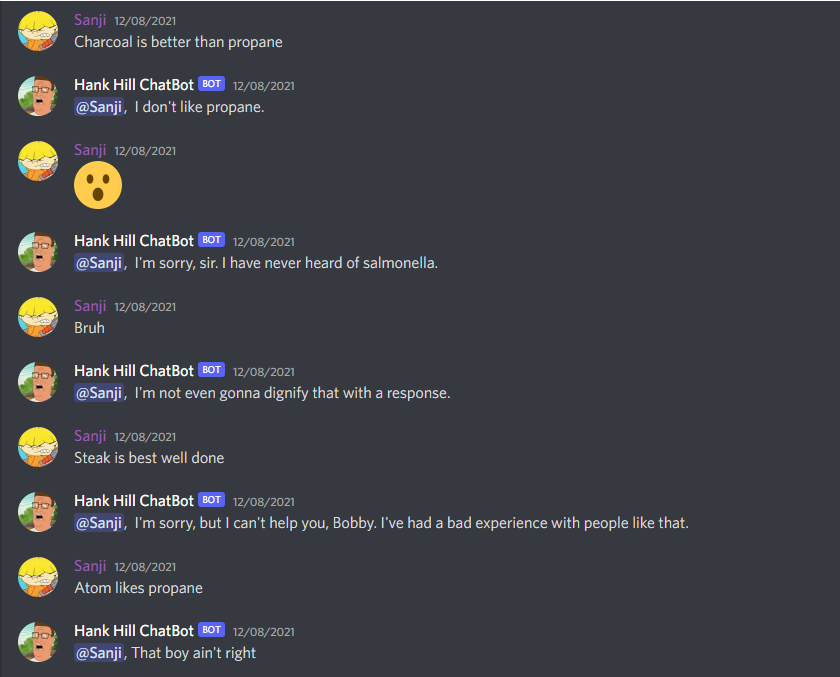 Sanji 12/08/2021
Charcoal is better than propane
Hank Hill ChatBot BOT 12/08/2021
@Sanji, I don't like propane.
Sanji 12/08/2021
Hank Hill ChatBot BOT 12/08/2021
@Sanji, I'm sorry, sir. I have never heard of salmonella.
Sanji 12/08/2021
Bruh
Hank Hill ChatBot BOT 12/08/2021
@Sanji, I'm not even gonna dignify that with a response.
Sanji 12/08/2021
Steak is best well done
Hank Hill ChatBot BOT 12/08/2021
@Sanji, I'm sorry, but I can't help you, Bobby. I've had a bad experience with people like that.
Sanji 12/08/2021
Atom likes propane
Hank Hill ChatBot BOT 12/08/2021
@Sanji, That boy ain't right